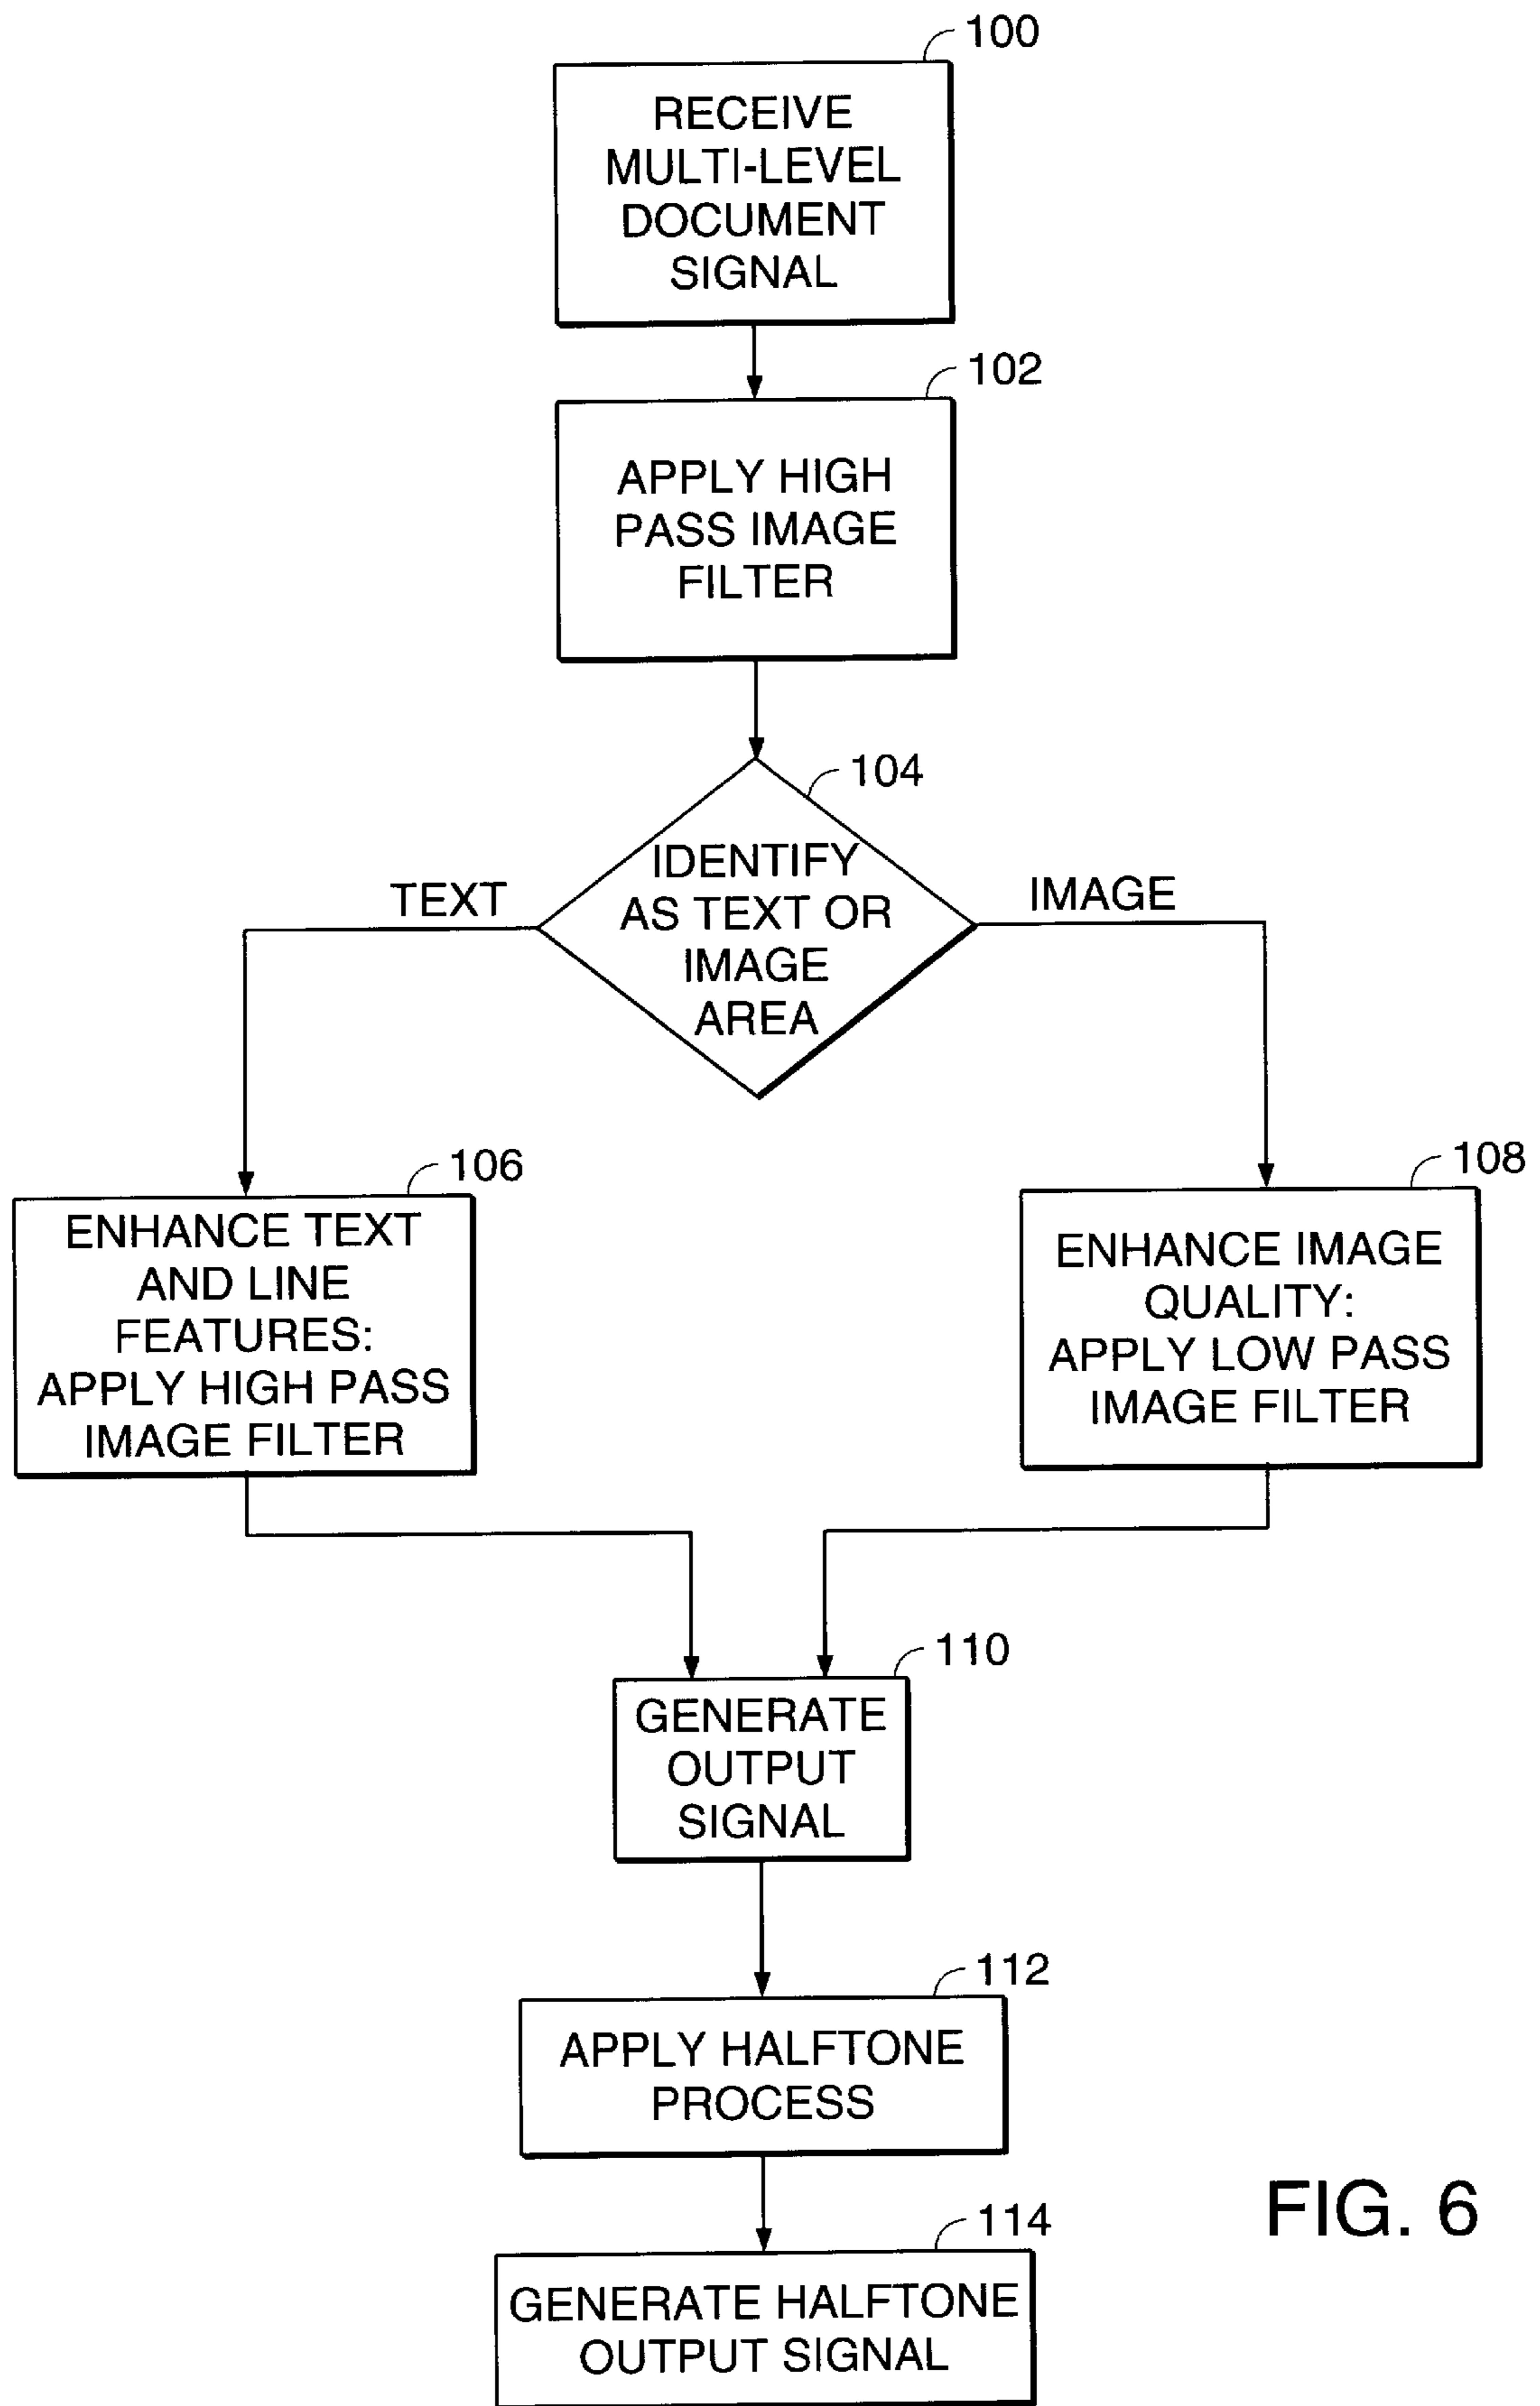 100
RECEIVE
MULTI-LEVEL
DOCUMENT
SIGNAL
102
APPLY HIGH
PASS IMAGE
FILTER
104
IDENTIFY
AS TEXT OR
IMAGE
AREA
TEXT
IMAGE
106
ENHANCE TEXT
AND LINE
FEATURES:
APPLY HIGH PASS
IMAGE FILTER
108
ENHANCE IMAGE
QUALITY:
APPLY LOW PASS
IMAGE FILTER
110
GENERATE
OUTPUT
SIGNAL
112
APPLY HALFTONE
PROCESS
114
GENERATE HALFTONE
OUTPUT SIGNAL
FIG. 6